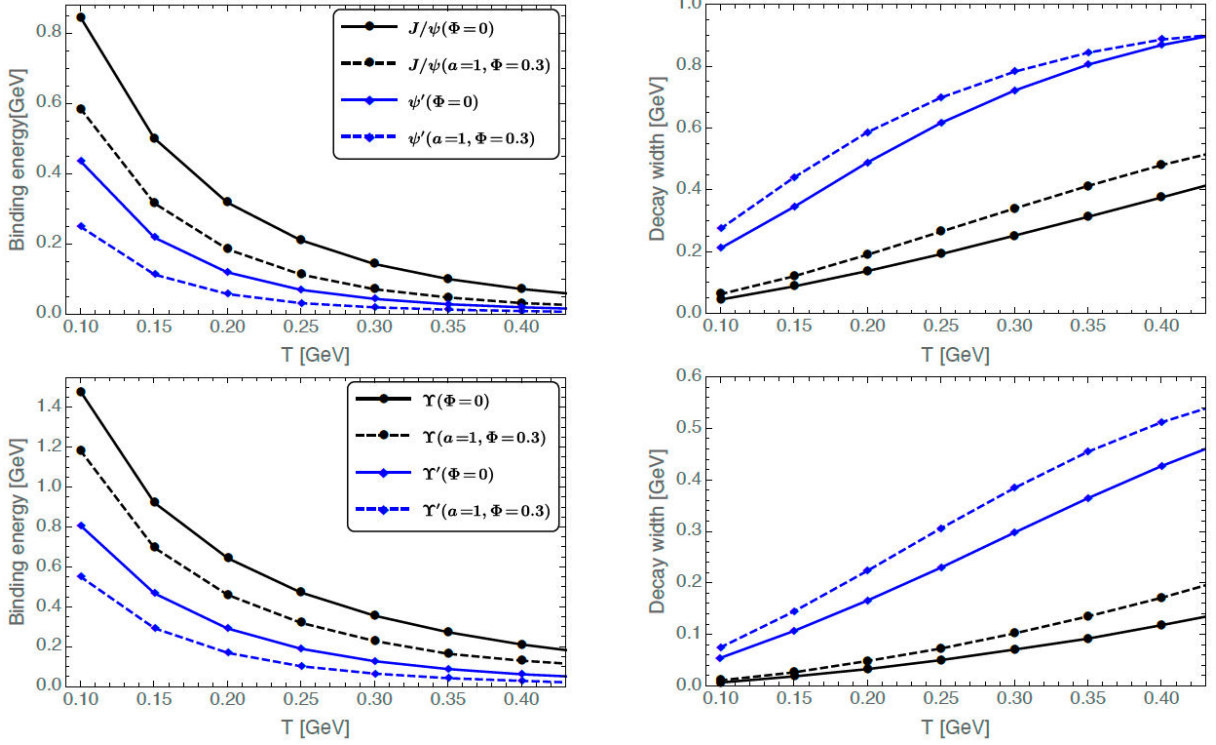 Binding energy[GeV]
0.8
0.6
0.4
0.2
0.0
0.10 0.15 0.20 0.25 0.30 0.35 0.40
T [GeV]
J/ψ(Φ=0)
J/ψ(a=1, Φ=0.3)
ψ′(Φ=0)
ψ′(a=1, Φ=0.3)
Decay width [GeV]
1.0
0.8
0.6
0.4
0.2
0.0
0.10 0.15 0.20 0.25 0.30 0.35 0.40
T [GeV]
Binding energy [GeV]
1.4
1.2
1.0
0.8
0.6
0.4
0.2
0.0
0.10 0.15 0.20 0.25 0.30 0.35 0.40
T [GeV]
ϒ(Φ=0)
ϒ(a=1, Φ=0.3)
ϒ′(Φ=0)
ϒ′(a=1, Φ=0.3)
Decay width [GeV]
0.6
0.5
0.4
0.3
0.2
0.1
0.0
0.10 0.15 0.20 0.25 0.30 0.35 0.40
T [GeV]